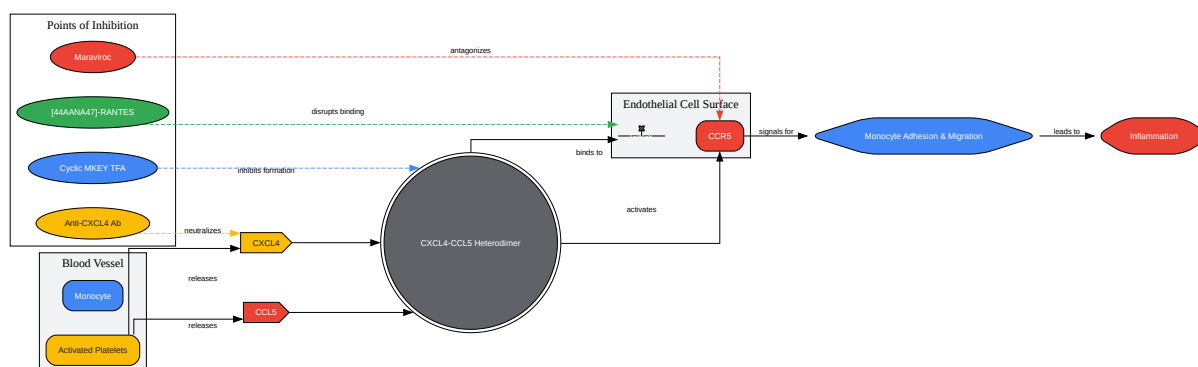 Points of Inhibition
Maraviroc
antagonizes
[44AANA47]-RANTES
disrupts binding
Endothelial Cell Surface
CCR5
signals for
Monocyte Adhesion & Migration
leads to
Inflammation
binds to
Cyclic MKEY TFA
inhibits formation
activates
Anti-CXCL4 Ab
neutralizes
CXCL4
CXCL4-CCL5 Heterodimer
Blood Vessel
releases
Monocyte
CCL5
releases
Activated Platelets